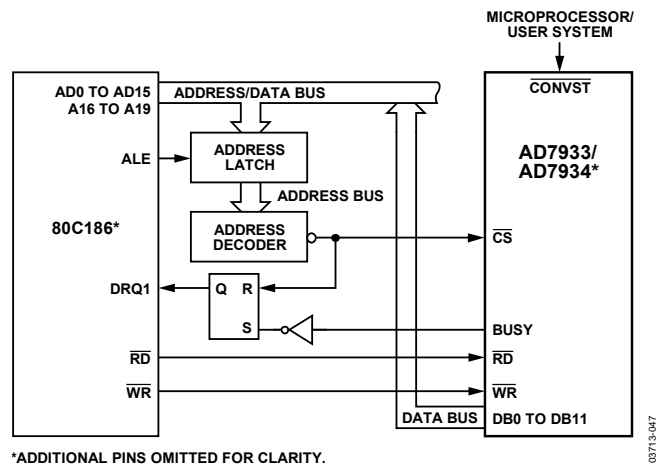 MICROPROCESSOR/
USER SYSTEM
AD0 TO AD15
A16 TO A19
ADDRESS/DATA BUS
CONVST
ALE
ADDRESS
LATCH
AD7933/
AD7934*
ADDRESS BUS
80C186*
ADDRESS
DECODER
CS
DRQ1
Q R
S
BUSY
RD
RD
WR
WR
DATA BUS
DB0 TO DB11
*ADDITIONAL PINS OMITTED FOR CLARITY.
03713-047